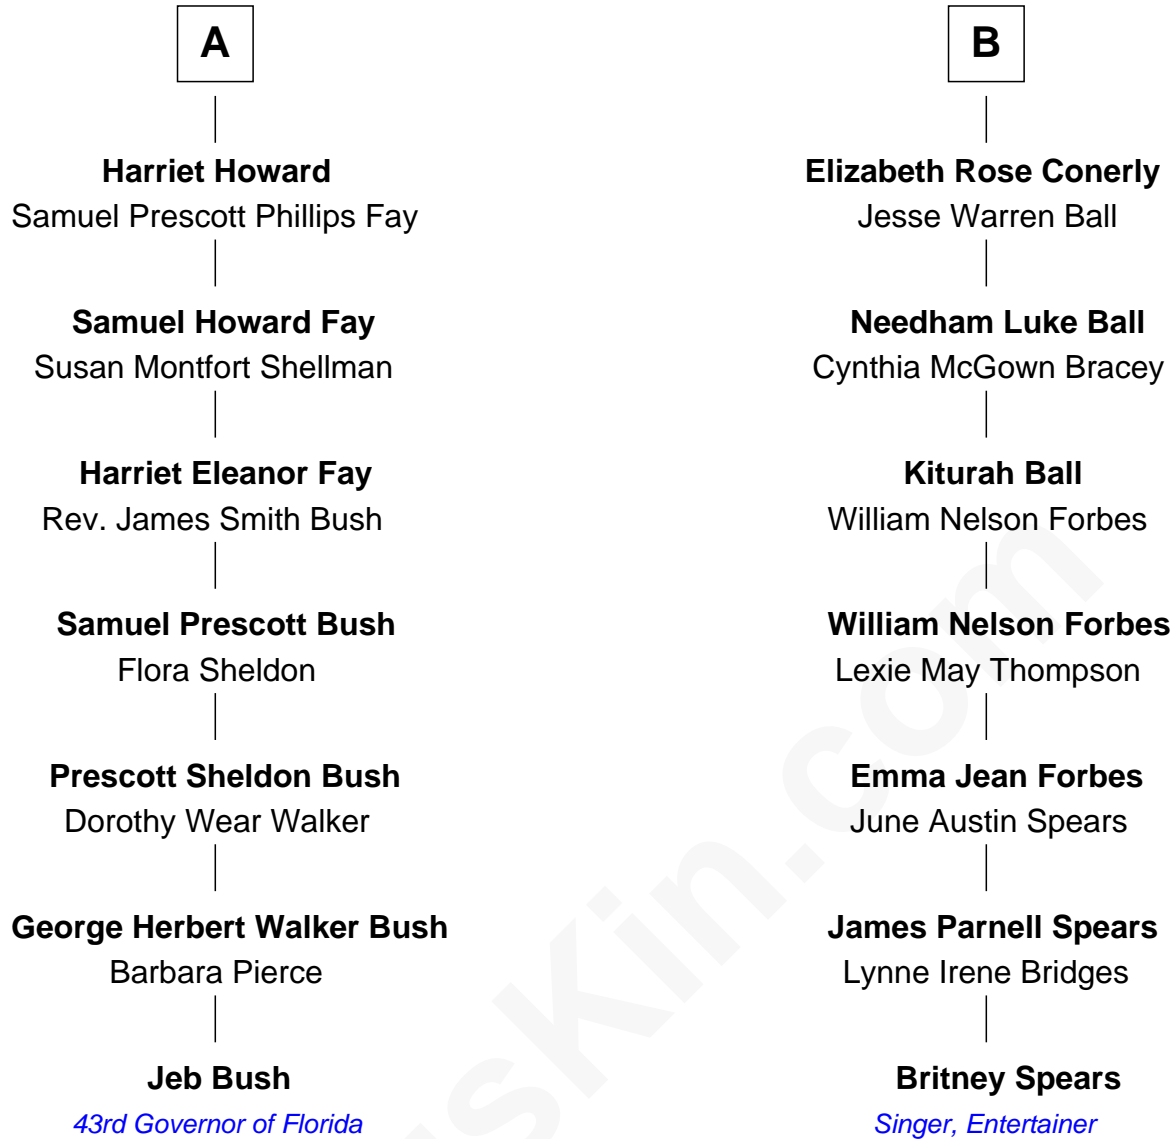 A
Harriet Howard
Samuel Prescott Phillips Fay
Samuel Howard Fay
Susan Montfort Shellman
Harriet Eleanor Fay
Rev. James Smith Bush
Samuel Prescott Bush
Flora Sheldon
Prescott Sheldon Bush
Dorothy Wear Walker
George Herbert Walker Bush
Barbara Pierce
Jeb Bush
43rd Governor of Florida
B
Elizabeth Rose Conerly
Jesse Warren Ball
Needham Luke Ball
Cynthia McGown Bracey
Kiturah Ball
William Nelson Forbes
William Nelson Forbes
Lexie May Thompson
Emma Jean Forbes
June Austin Spears
James Parnell Spears
Lynne Irene Bridges
Britney Spears
Singer, Entertainer
usKin.com